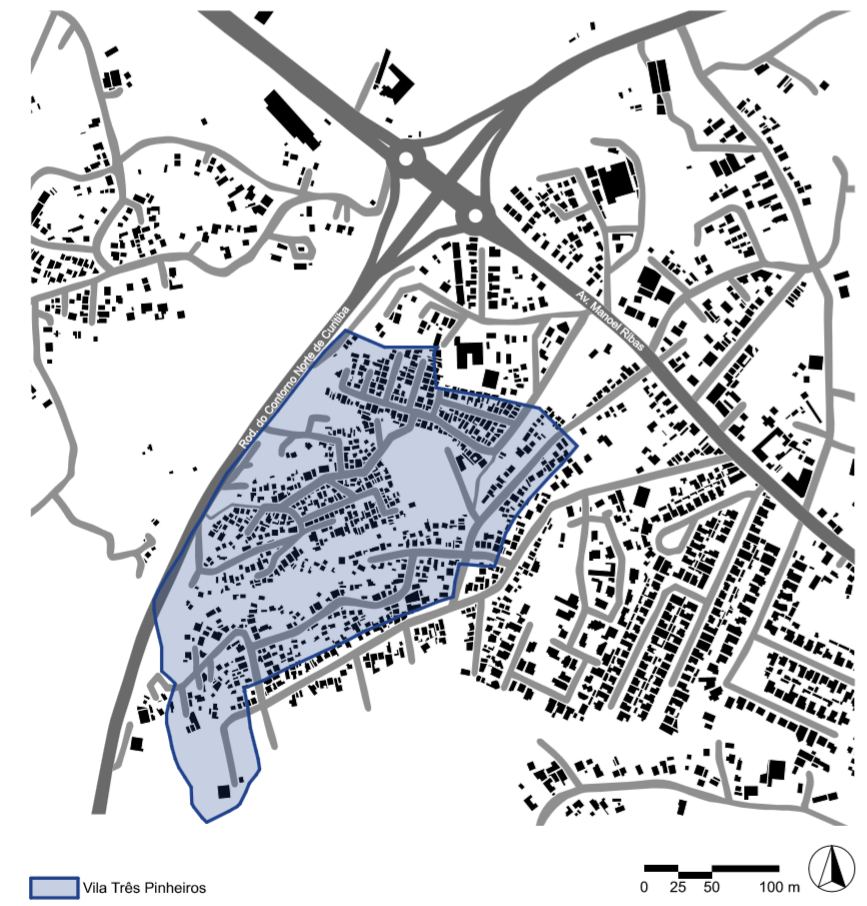 Rod. do Contorno Norte de Curitiba
Av. Manoel Ribas
Vila Três Pinheiros
0 25 50 100 m